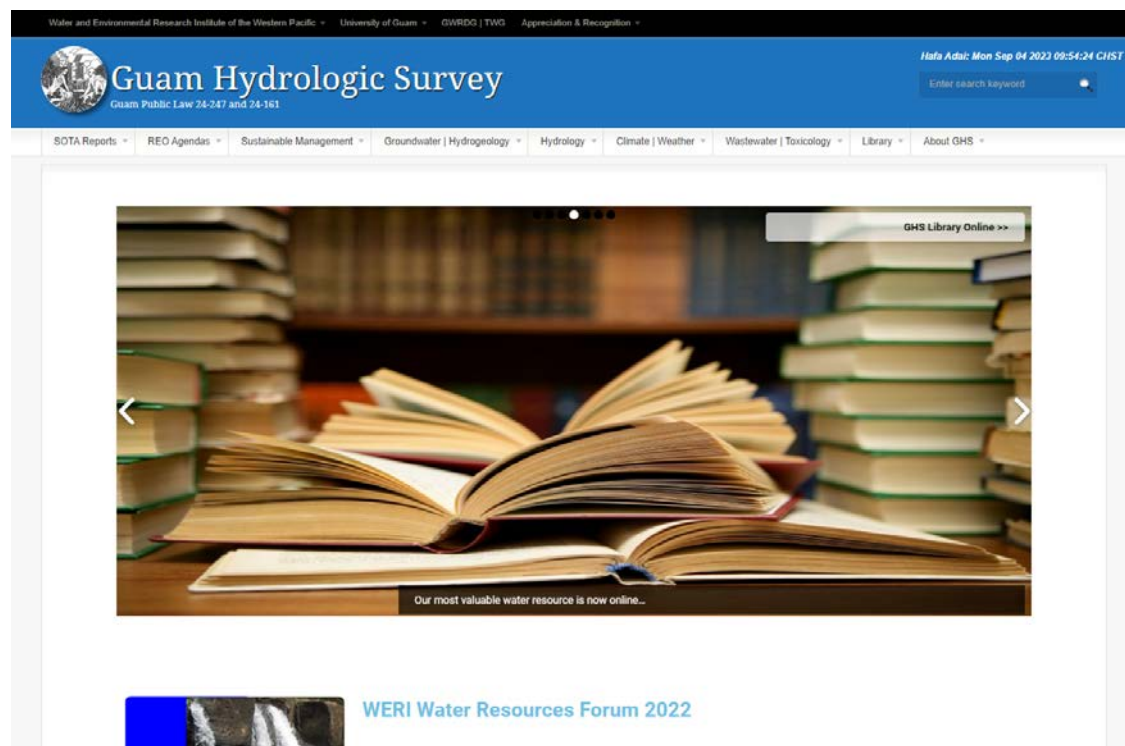 Water and Environmental Research Institute of the Western Pacific University of Guam GWRDG | TWG Appreciation & Recognition
Hafa Adai: Mon Sep 04 2023 09:54:24 CHST
Guam Hydrologic Survey
Guam Public Law 24-247 and 24-161
Enter search keyword
SOTA Reports REO Agendas Sustainable Management Groundwater | Hydrogeology Hydrology Climate | Weather Wastewater | Toxicology Library About GHS
GHS Library Online >>
Our most valuable water resource is now online...
WERI Water Resources Forum 2022